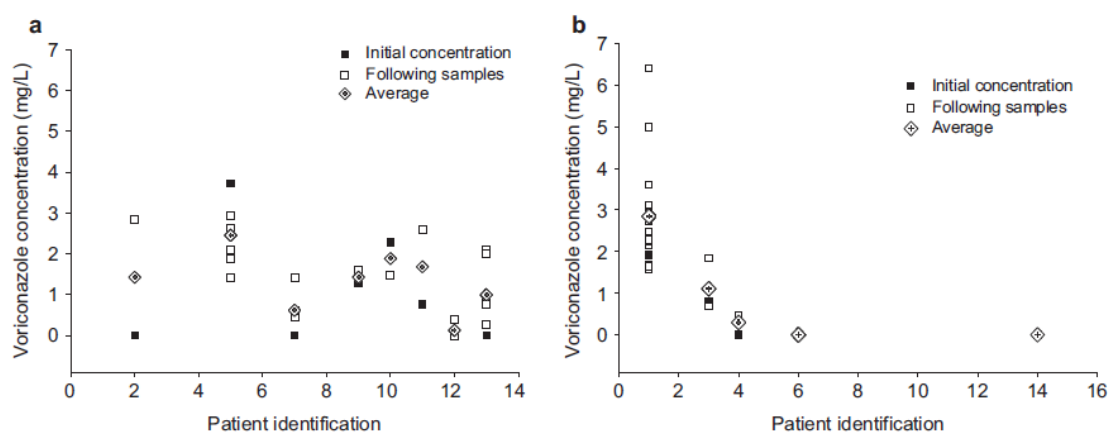 a
Voriconazole concentration (mg/L)
7
6
5
4
3
2
1
0
Initial concentration
Following samples
Average
0 2 4 6 8 10 12 14
Patient identification
b
Voriconazole concentration (mg/L)
7
6
5
4
3
2
1
0
Initial concentration
Following samples
Average
0 2 4 6 8 10 12 14 16
Patient identification